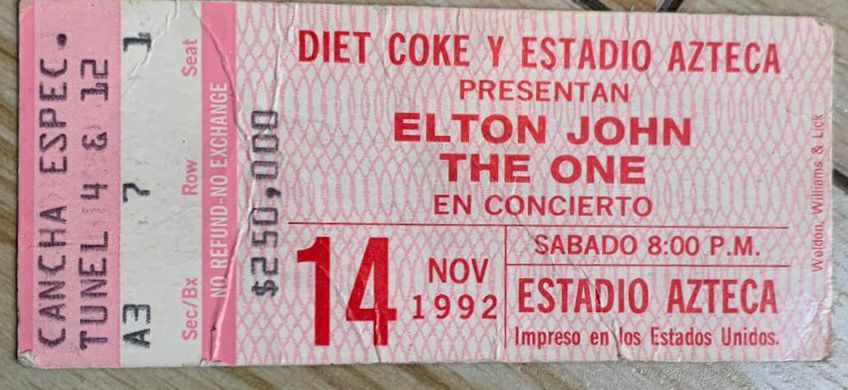 CANCHA ESPEC.
TUNEL 4 & 12
A3 7 1
Sec/Bx Row Seat
NO REFUND-NO EXCHANGE
$250,000
DIET COKE Y ESTADIO AZTECA
PRESENTAN
ELTON JOHN
THE ONE
EN CONCIERTO
14 NOV 1992
SABADO 8:00 P.M.
ESTADIO AZTECA
Impreso en los Estados Unidos.
Weldon, Williams & Lick